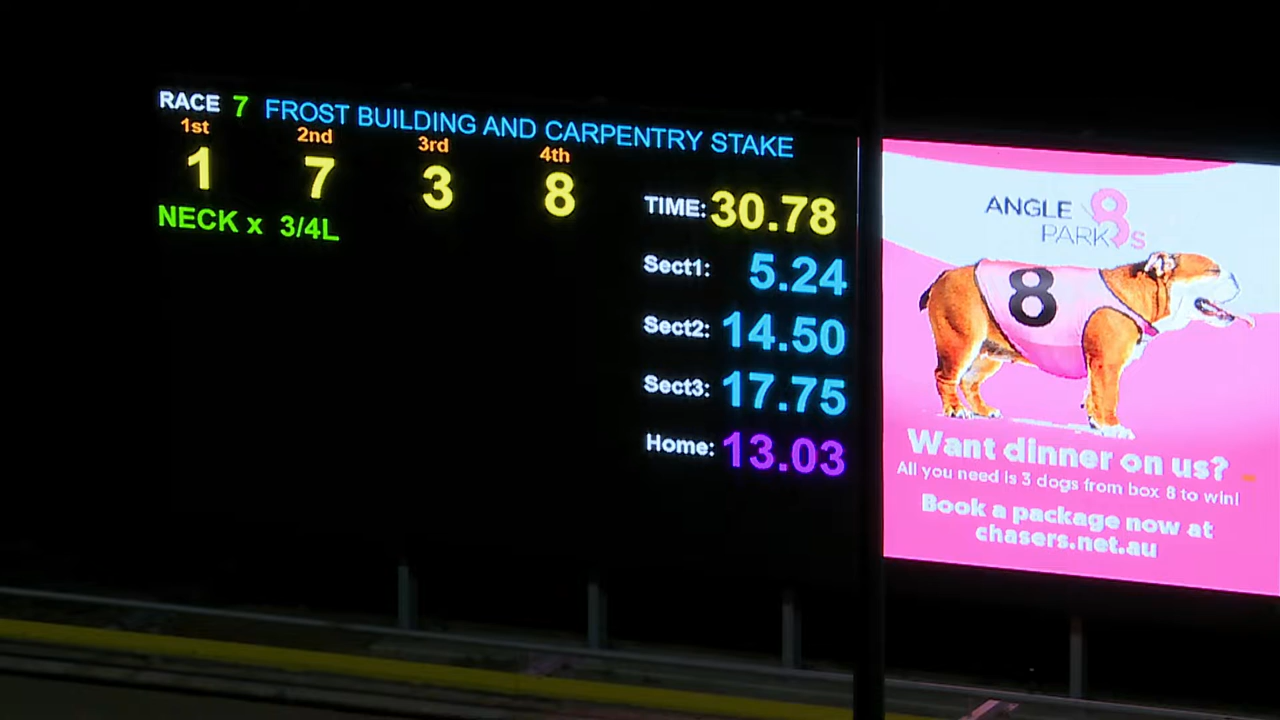 RACE 7 FROST BUILDING AND CARPENTRY STAKE
1st 2nd 3rd 4th
1 7 3 8
NECK x 3/4L
TIME: 30.78
Sect1: 5.24
Sect2: 14.50
Sect3: 17.75
Home: 13.03
ANGLE 8s
PARK
8
Want dinner on us?
All you need is 3 dogs from box 8 to win!
Book a package now at
chasers.net.au